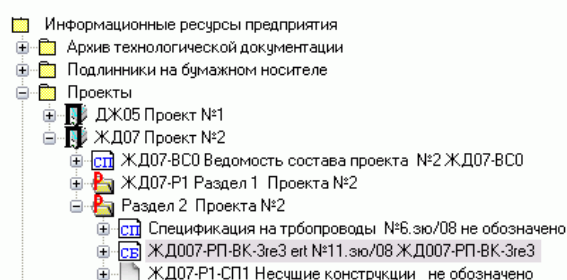 Информационные ресурсы предприятия
Архив технологической документации
Подлинники на бумажном носителе
Проекты
ДЖ05 Проект №1
ЖД07 Проект №2
СП ЖД07-ВС0 Ведомость состава проекта №2 ЖД07-ВС0
ЖД07-Р1 Раздел 1 Проекта №2
Раздел 2 Проекта №2
СП Спецификация на трбопроводы №6.зю/08 не обозначено
СБ ЖД007-РП-ВК-3ге3 ert №11.зю/08 ЖД007-РП-ВК-3ге3
ЖД07-Р1-СП1 Несущие конструкции не обозначено